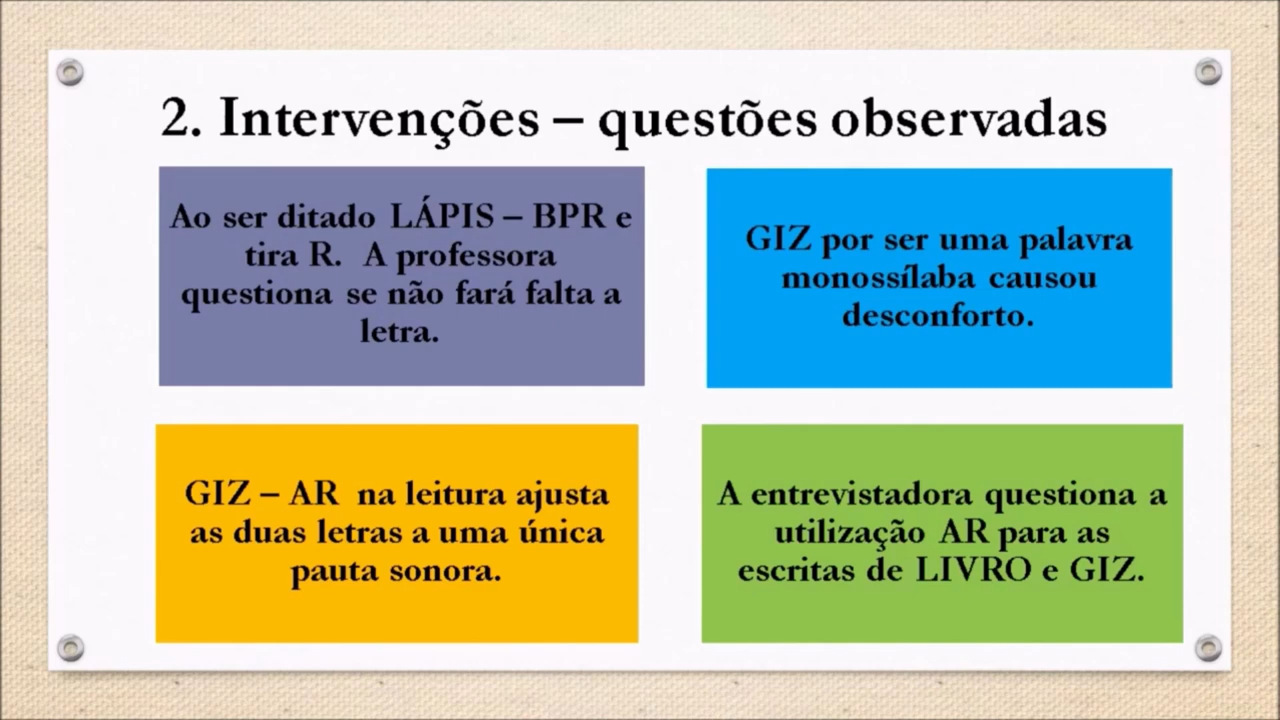 2. Intervenções – questões observadas
Ao ser ditado LÁPIS – BPR e
tira R. A professora
questiona se não fará falta a
letra.
GIZ por ser uma palavra
monossílaba causou
desconforto.
GIZ – AR na leitura ajusta
as duas letras a uma única
pauta sonora.
A entrevistadora questiona a
utilização AR para as
escritas de LIVRO e GIZ.